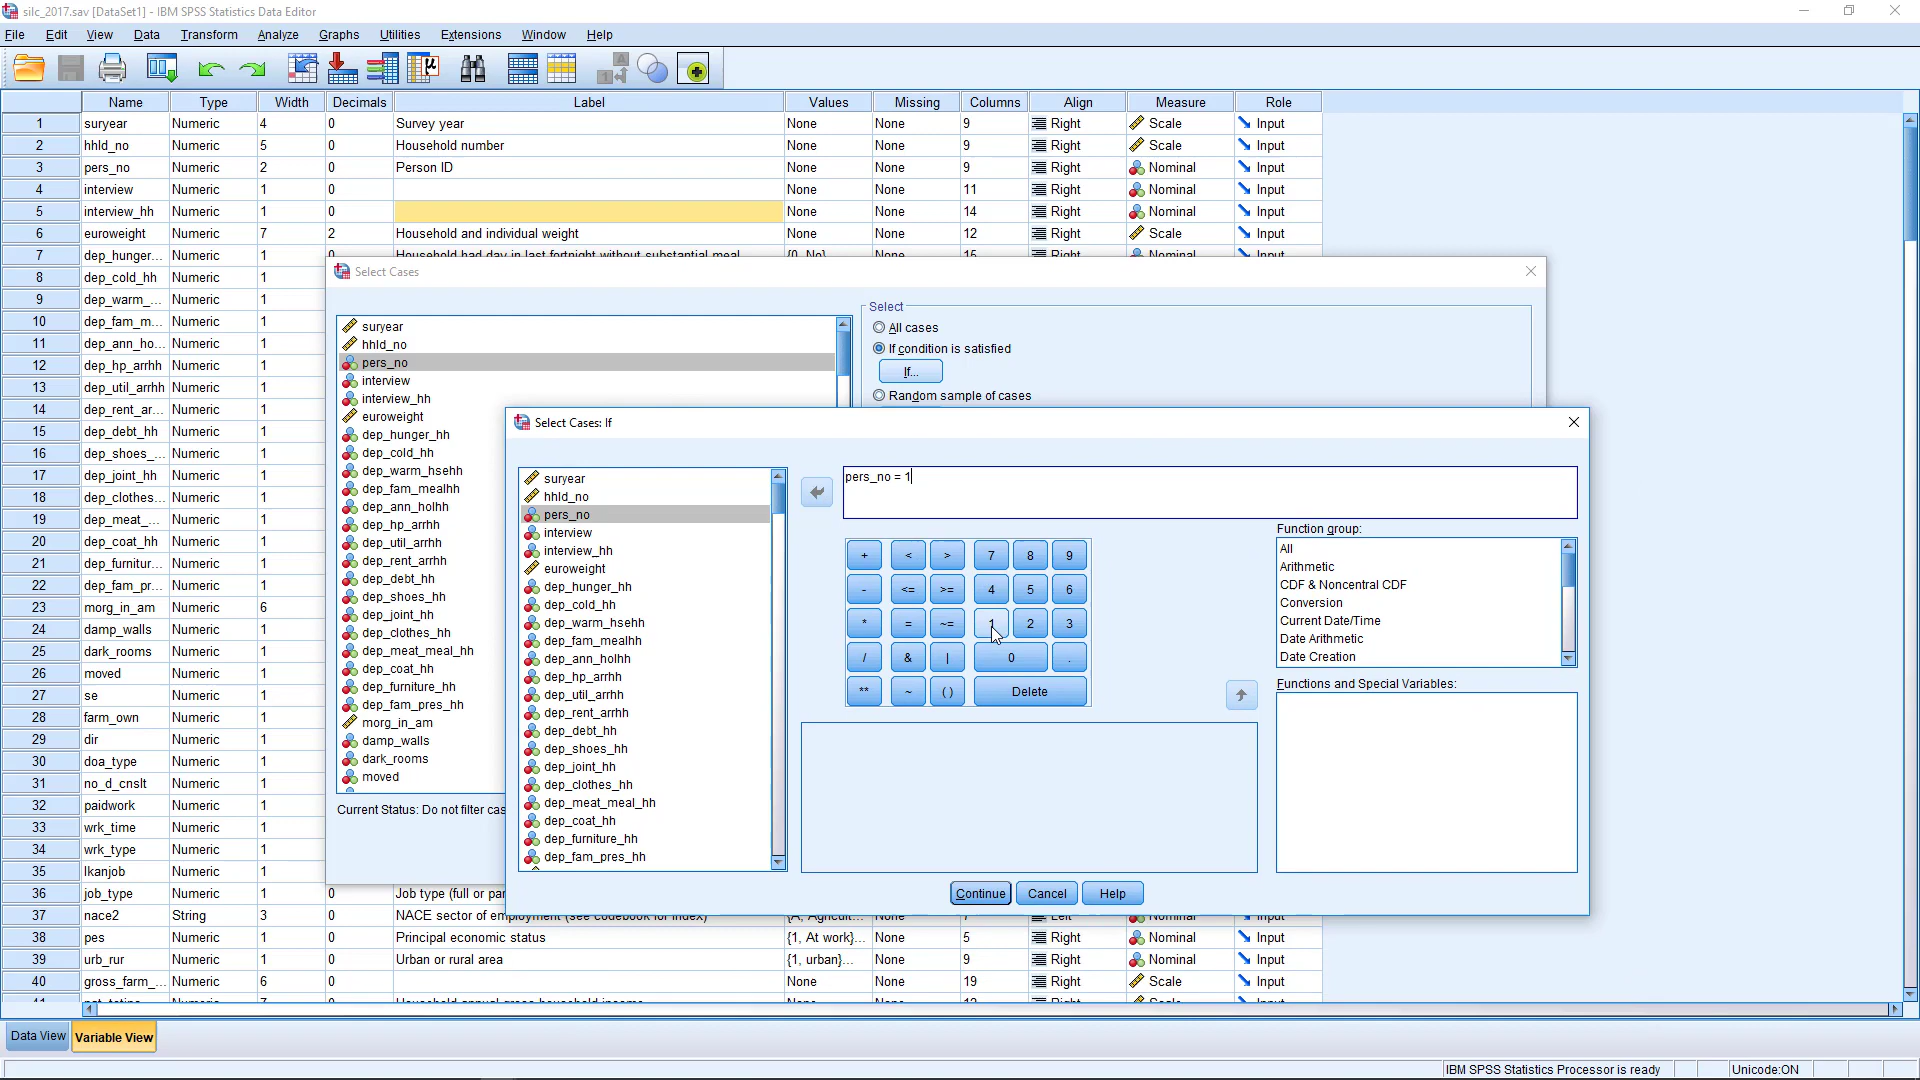 silc_2017.sav [DataSet1] - IBM SPSS Statistics Data Editor
File Edit View Data Transform Analyze Graphs Utilities Extensions Window Help
Name Type Width Decimals Label Values Missing Columns Align Measure Role
1 suryear Numeric 4 0 Survey year None None 9 Right Scale Input
2 hhld_no Numeric 5 0 Household number None None 9 Right Scale Input
3 pers_no Numeric 2 0 Person ID None None 9 Right Nominal Input
4 interview Numeric 1 0 None None 11 Right Nominal Input
5 interview_hh Numeric 1 0 None None 14 Right Nominal Input
6 euroweight Numeric 7 2 Household and individual weight None None 12 Right Scale Input
7 dep_hunger... Numeric 1 0 Household had day in last fortnight without substantial meal {0, No} None 15 Right Nominal Input
8 dep_cold_hh Numeric 1
9 dep_warm_... Numeric 1
10 dep_fam_m... Numeric 1
11 dep_ann_ho... Numeric 1
12 dep_hp_arrhh Numeric 1
13 dep_util_arrhh Numeric 1
14 dep_rent_ar... Numeric 1
15 dep_debt_hh Numeric 1
16 dep_shoes_... Numeric 1
17 dep_joint_hh Numeric 1
18 dep_clothes... Numeric 1
19 dep_meat_... Numeric 1
20 dep_coat_hh Numeric 1
21 dep_furnitur... Numeric 1
22 dep_fam_pr... Numeric 1
23 morg_in_am Numeric 6
24 damp_walls Numeric 1
25 dark_rooms Numeric 1
26 moved Numeric 1
27 se Numeric 1
28 farm_own Numeric 1
29 dir Numeric 1
30 doa_type Numeric 1
31 no_d_cnslt Numeric 1
32 paidwork Numeric 1
33 wrk_time Numeric 1
34 wrk_type Numeric 1
35 lkanjob Numeric 1
36 job_type Numeric 1 0 Job type (full or par
37 nace2 String 3 0 NACE sector of employment (see codebook for index) {A, Agricult... None 7 Left Nominal Input
38 pes Numeric 1 0 Principal economic status {1, At work}... None 5 Right Nominal Input
39 urb_rur Numeric 1 0 Urban or rural area {1, urban}... None 9 Right Nominal Input
40 gross_farm_... Numeric 6 0 None None 19 Right Scale Input
Select Cases
suryear
hhld_no
pers_no
interview
interview_hh
euroweight
dep_hunger_hh
dep_cold_hh
dep_warm_hsehh
dep_fam_mealhh
dep_ann_holhh
dep_hp_arrhh
dep_util_arrhh
dep_rent_arrhh
dep_debt_hh
dep_shoes_hh
dep_joint_hh
dep_clothes_hh
dep_meat_meal_hh
dep_coat_hh
dep_furniture_hh
dep_fam_pres_hh
morg_in_am
damp_walls
dark_rooms
moved
Current Status: Do not filter cas
Select
All cases
If condition is satisfied
If...
Random sample of cases
Select Cases: If
suryear
hhld_no
pers_no
interview
interview_hh
euroweight
dep_hunger_hh
dep_cold_hh
dep_warm_hsehh
dep_fam_mealhh
dep_ann_holhh
dep_hp_arrhh
dep_util_arrhh
dep_rent_arrhh
dep_debt_hh
dep_shoes_hh
dep_joint_hh
dep_clothes_hh
dep_meat_meal_hh
dep_coat_hh
dep_furniture_hh
dep_fam_pres_hh
pers_no = 1
+ < > 7 8 9
- <= >= 4 5 6
* = ~= 1 2 3
/ & | 0 .
** ~ ( ) Delete
Function group:
All
Arithmetic
CDF & Noncentral CDF
Conversion
Current Date/Time
Date Arithmetic
Date Creation
Functions and Special Variables:
Continue Cancel Help
Data View Variable View
IBM SPSS Statistics Processor is ready Unicode:ON